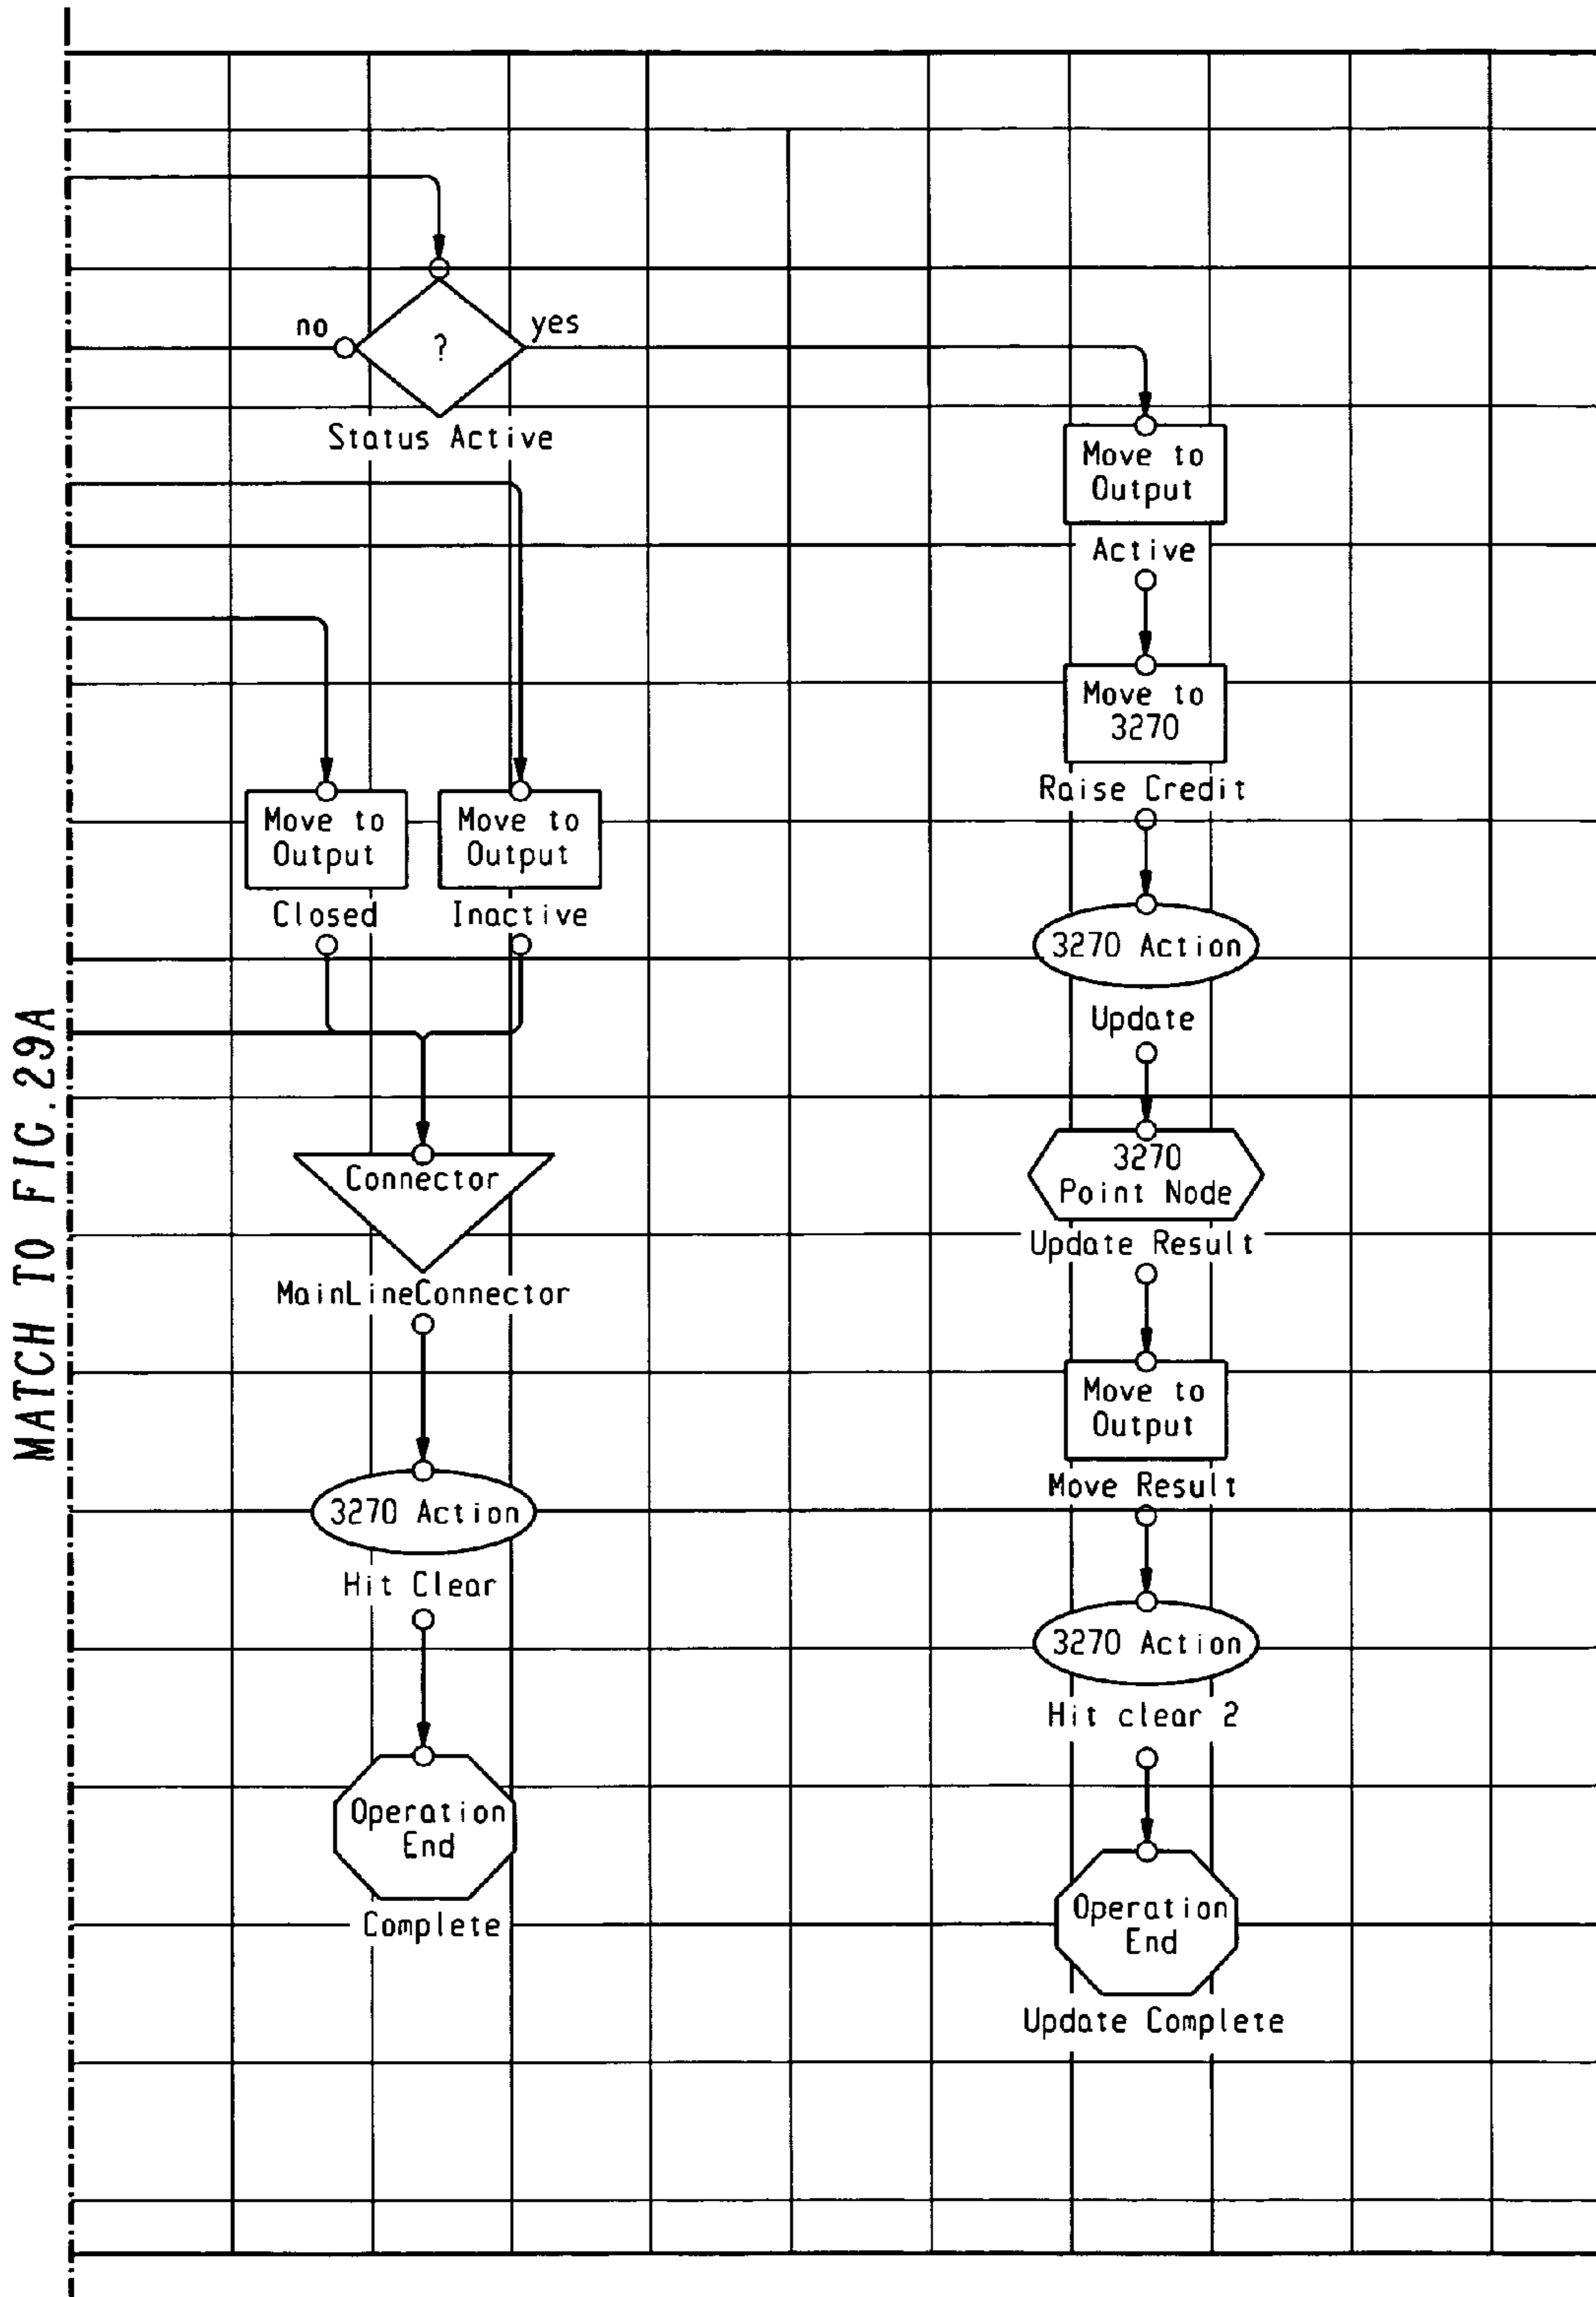 MATCH TO FIG.29A
no
yes
?
Status Active
Move to
Output
Closed
Move to
Output
Inactive
Connector
MainLineConnector
3270 Action
Hit Clear
Operation
End
Complete
Move to
Output
Active
Move to
3270
Raise Credit
3270 Action
Update
3270
Point Node
Update Result
Move to
Output
Move Result
3270 Action
Hit clear 2
Operation
End
Update Complete